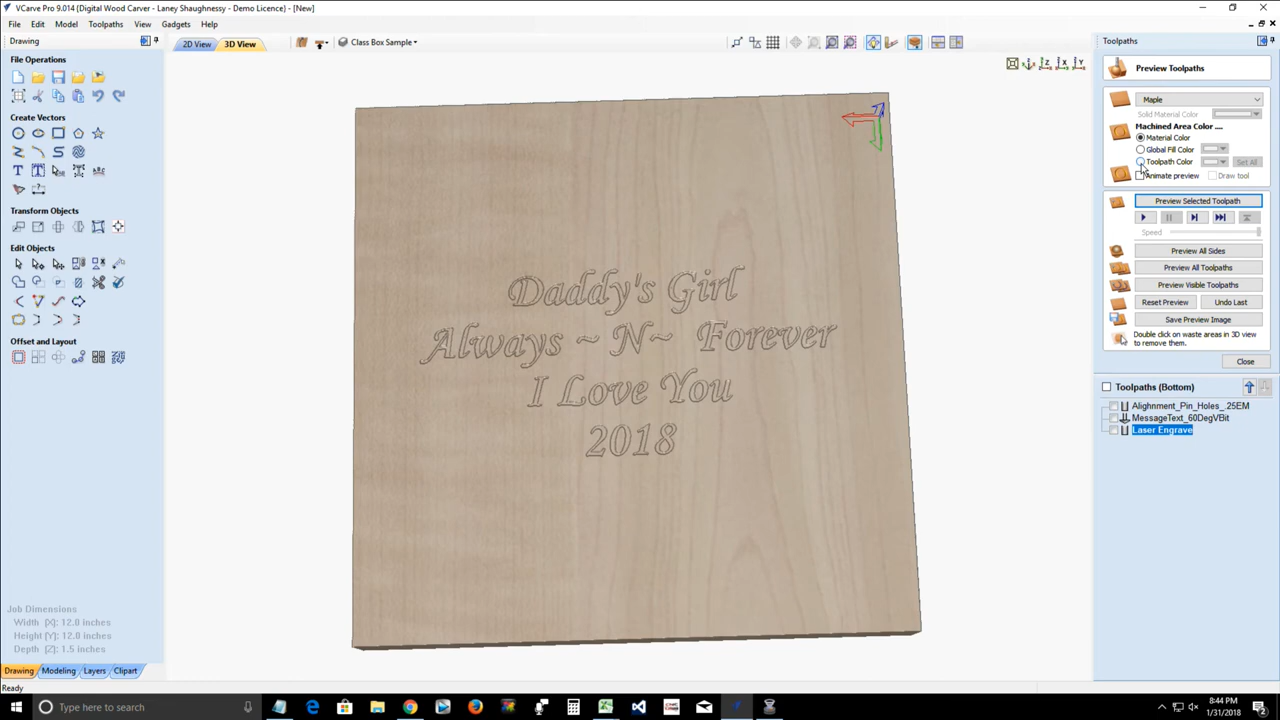 VCarve Pro 9.014 {Digital Wood Carver - Laney Shaughnessy - Demo Licence} - [New]
File Edit Model Toolpaths View Gadgets Help
Drawing
2D View 3D View Class Box Sample
Toolpaths
File Operations
Create Vectors
Transform Objects
Edit Objects
Offset and Layout
Job Dimensions
Width (X): 12.0 inches
Height (Y): 12.0 inches
Depth (Z): 1.5 inches
Drawing Modeling Layers Clipart
Ready
Daddy's Girl
Always ~ N ~ Forever
I Love You
2018
Z X Y
Preview Toolpaths
Maple
Solid Material Color
Machined Area Color ....
Material Color
Global Fill Color
Toolpath Color Set All
Animate preview Draw tool
Preview Selected Toolpath
Speed
Preview All Sides
Preview All Toolpaths
Preview Visible Toolpaths
Reset Preview Undo Last
Save Preview Image
Double click on waste areas in 3D view
to remove them.
Close
Toolpaths (Bottom)
Alighnment_Pin_Holes_.25EM
MessageText_60DegVBit
Laser Engrave
Type here to search
8:44 PM
1/31/2018
2